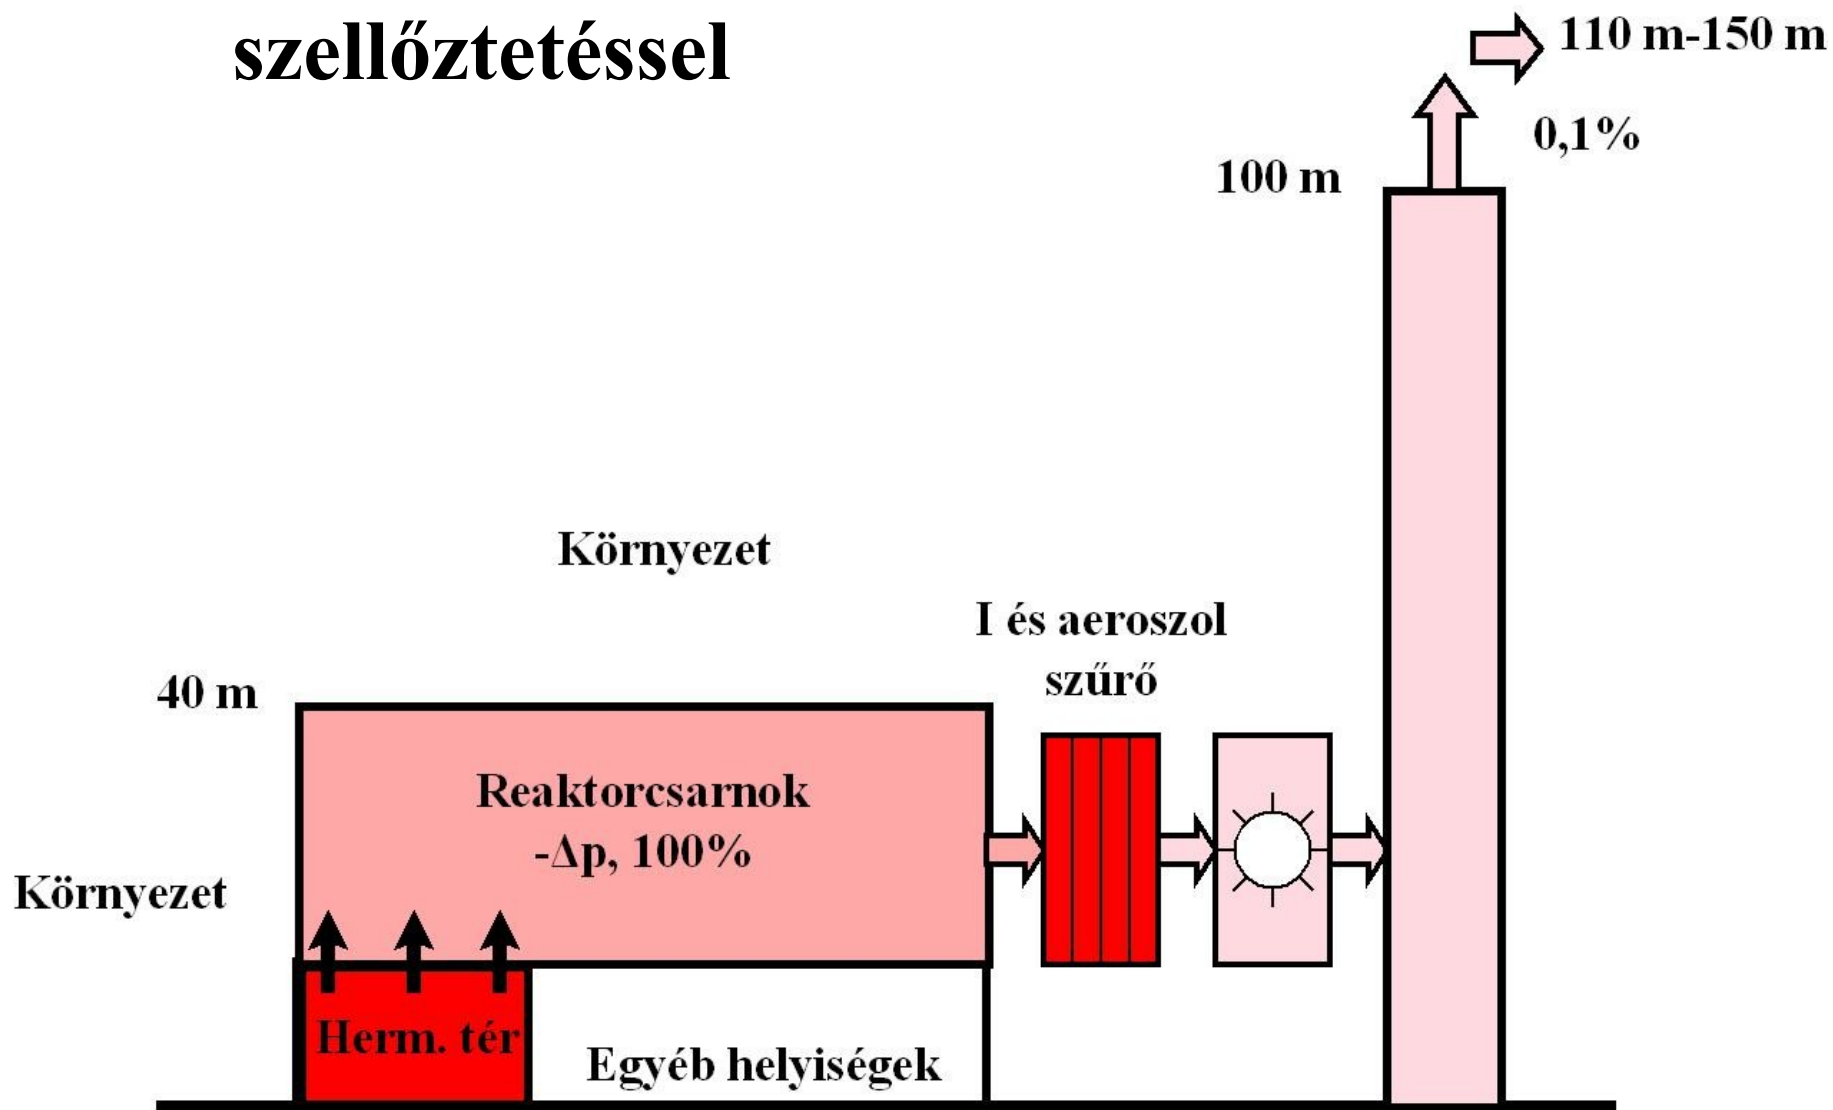 szellőztetéssel
110 m-150 m
0,1%
100 m
Környezet
I és aeroszol
szűrő
40 m
Reaktorcsarnok
-Δp, 100%
Környezet
Herm. tér
Egyéb helyiségek